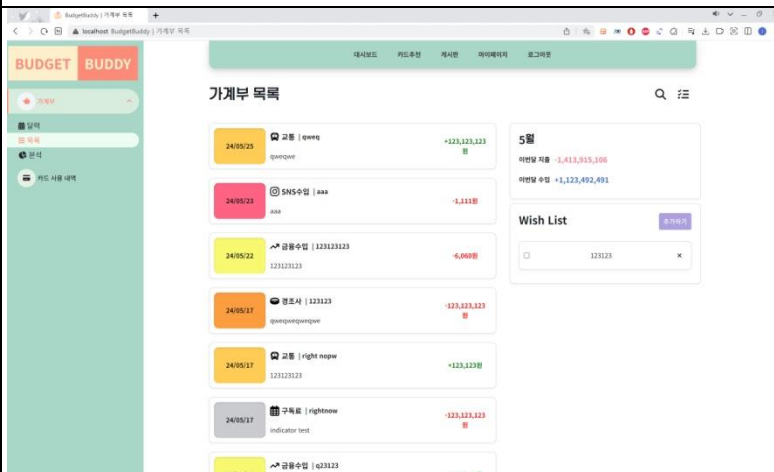 BudgetBuddy | 가계부 목록
localhost BudgetBuddy | 가계부 목록
BUDGET BUDDY
대시보드 카드추천 게시판 마이페이지 로그아웃
가계부
달력
목록
분석
카드 사용 내역
가계부 목록
24/05/25
교통 | qweq
qweqwe
+123,123,123
원
24/05/23
SNS수입 | aaa
aaa
-1,111원
24/05/22
금융수입 | 123123123
123123123
-6,060원
24/05/17
경조사 | 123123
qweqweqweqwe
-123,123,123
원
24/05/17
교통 | right nopw
123123123
+123,123원
24/05/17
구독료 | rightnow
indicator test
-123,123,123
원
금융수입 | q23123
5월
이번달 지출 -1,413,915,106
이번달 수입 +1,123,492,491
Wish List
추가하기
123123